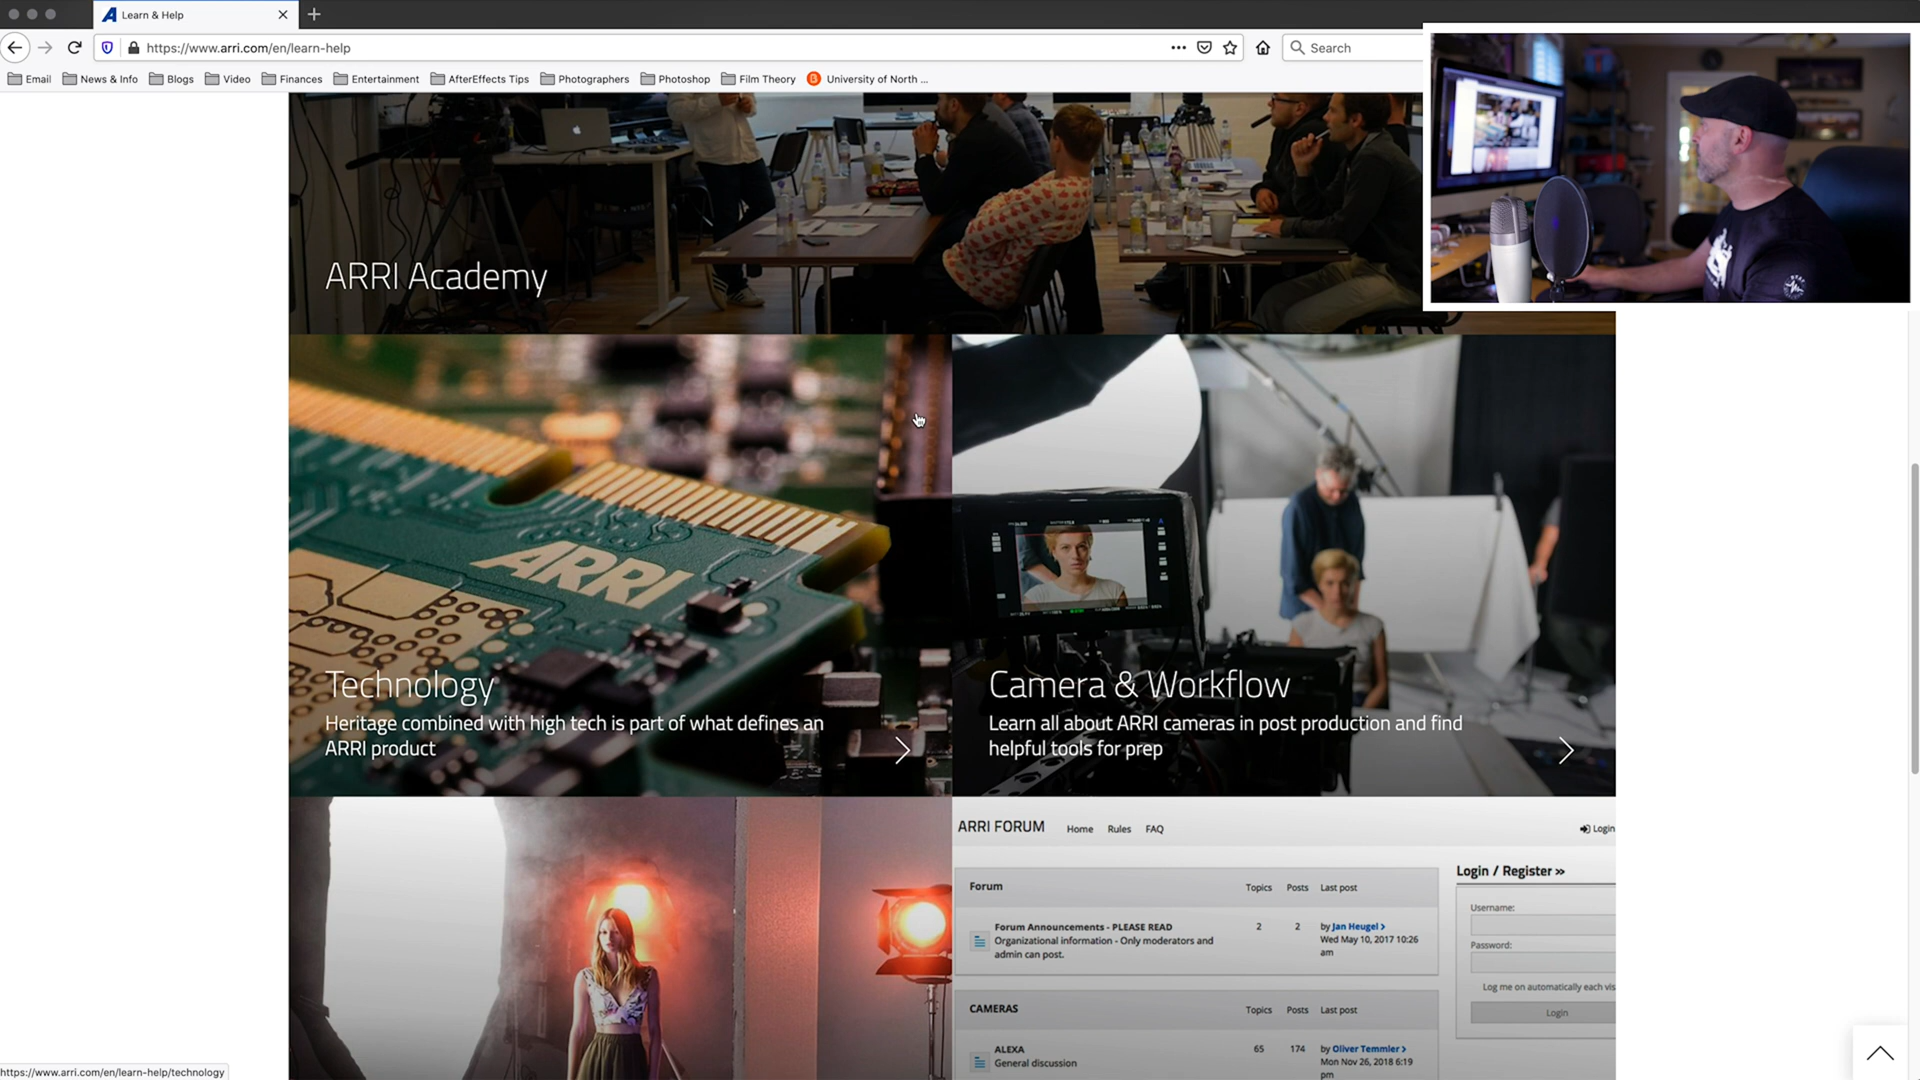 Learn & Help
https://www.arri.com/en/learn-help
Search
Email
News & Info
Blogs
Video
Finances
Entertainment
AfterEffects Tips
Photographers
Photoshop
Film Theory
University of North ...
ARRI Academy
ARRI
Technology
Heritage combined with high tech is part of what defines an
ARRI product
Camera & Workflow
Learn all about ARRI cameras in post production and find
helpful tools for prep
ARRI FORUM
Home
Rules
FAQ
Login
Login / Register »
Forum
Topics
Posts
Last post
Forum Announcements - PLEASE READ
Organizational information - Only moderators and
admin can post.
2
2
by Jan Heugel
Wed May 10, 2017 10:26
am
Username:
Password:
Log me on automatically each vis
Login
CAMERAS
Topics
Posts
Last post
ALEXA
General discussion
65
174
by Oliver Temmler
Mon Nov 26, 2018 6:19
pm
https://www.arri.com/en/learn-help/technology